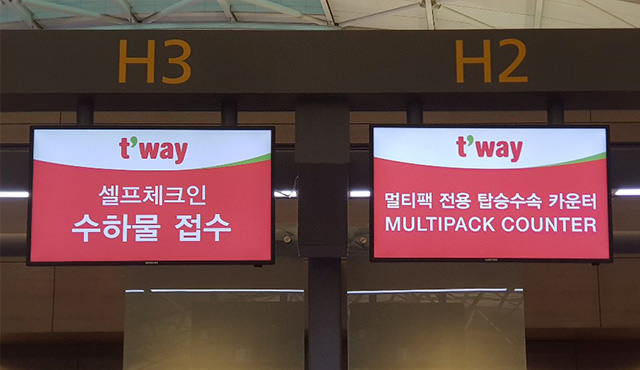 H3
t'way
셀프체크인
수하물 접수
H2
t'way
멀티팩 전용 탑승수속 카운터
MULTIPACK COUNTER